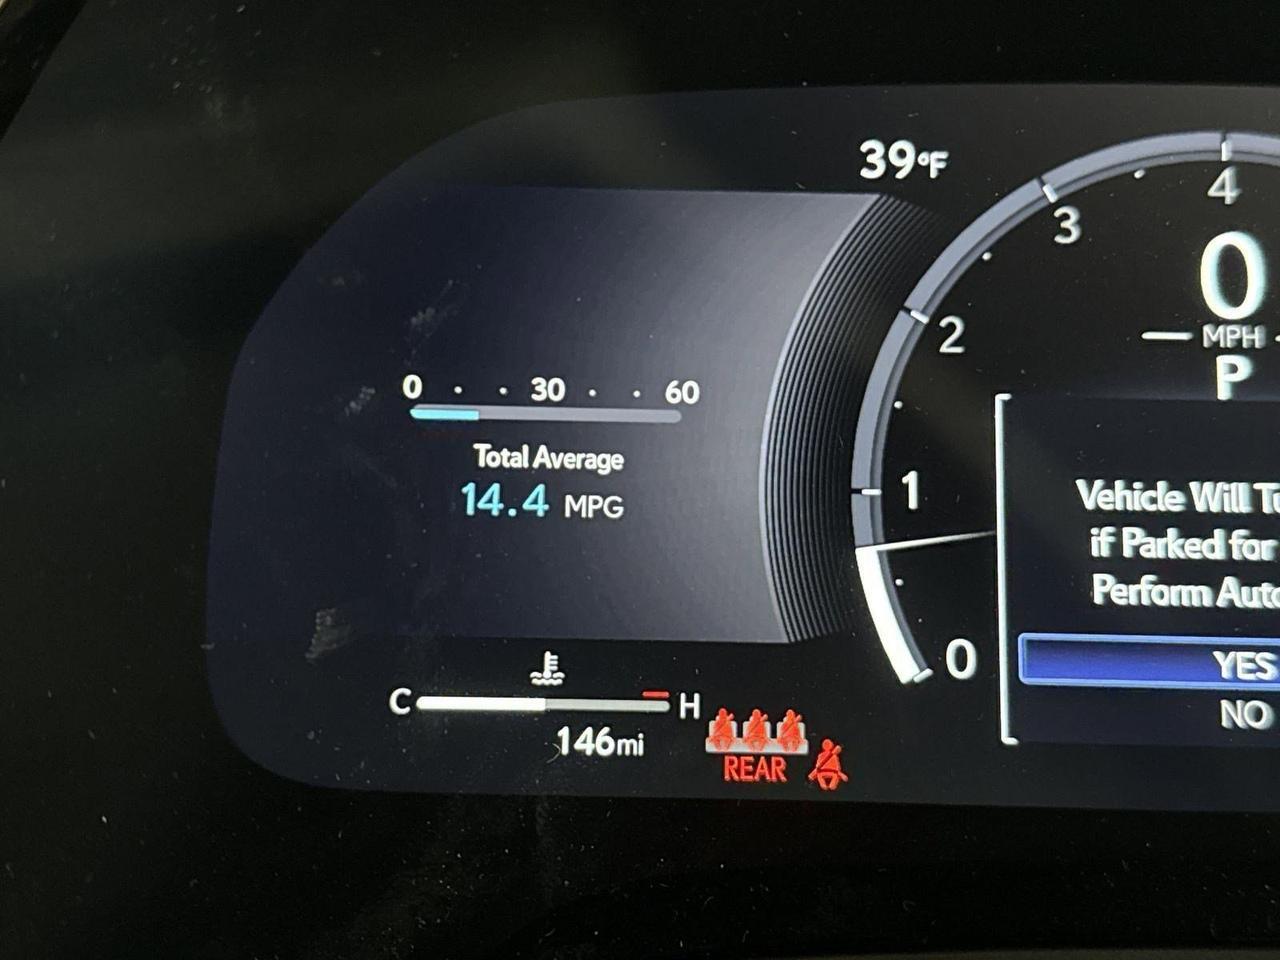 39°F
4
3
0
2
MPH
P
0 30 60
Total Average
14.4 MPG
1
Vehicle Will
if Parked for
Perform
0
YES
NO
C H
146mi
REAR